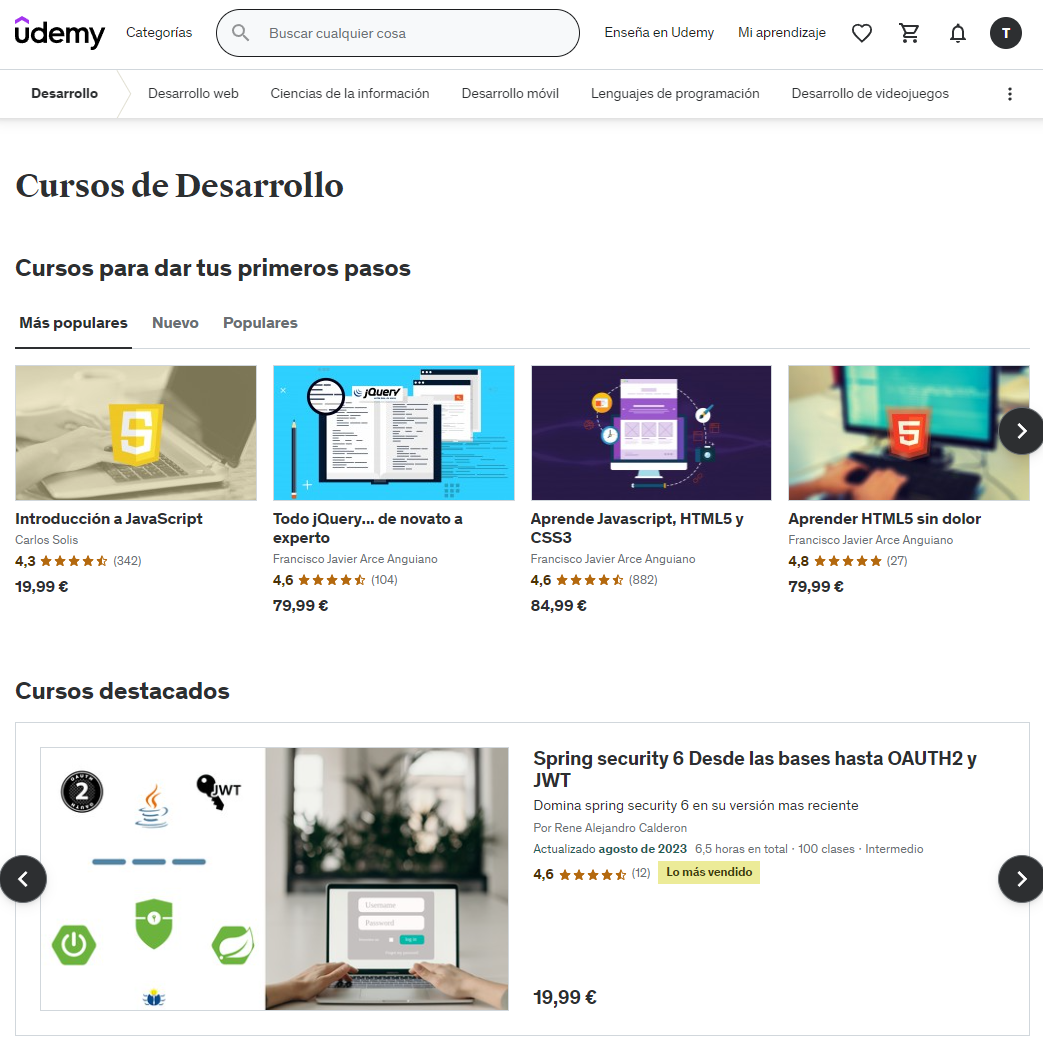 udemy
Categorías
Buscar cualquier cosa
Enseña en Udemy
Mi aprendizaje
T
Desarrollo
Desarrollo web
Ciencias de la información
Desarrollo móvil
Lenguajes de programación
Desarrollo de videojuegos
Cursos de Desarrollo
Cursos para dar tus primeros pasos
Más populares
Nuevo
Populares
5
Introducción a JavaScript
Carlos Solis
4,3 (342)
19,99 €
jQuery
Todo jQuery... de novato a
experto
Francisco Javier Arce Anguiano
4,6 (104)
79,99 €
Aprende Javascript, HTML5 y
CSS3
Francisco Javier Arce Anguiano
4,6 (882)
84,99 €
5
Aprender HTML5 sin dolor
Francisco Javier Arce Anguiano
4,8 (27)
79,99 €
Cursos destacados
OAUTH
2
OAUTH
JWT
Username
Password
log in
Spring security 6 Desde las bases hasta OAUTH2 y
JWT
Domina spring security 6 en su versión mas reciente
Por Rene Alejandro Calderon
Actualizado agosto de 2023 6,5 horas en total · 100 clases · Intermedio
4,6 (12) Lo más vendido
19,99 €